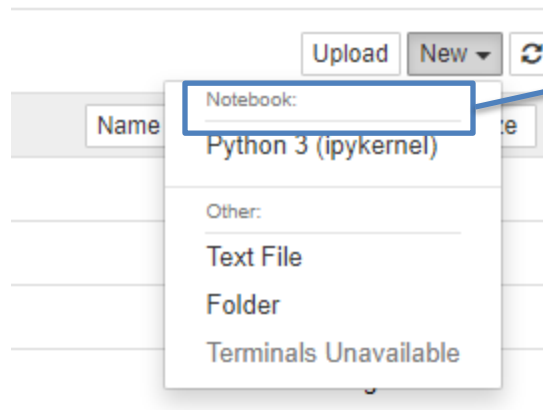 Upload New
Name
Notebook:
Python 3 (ipykernel)
Other:
Text File
Folder
Terminals Unavailable